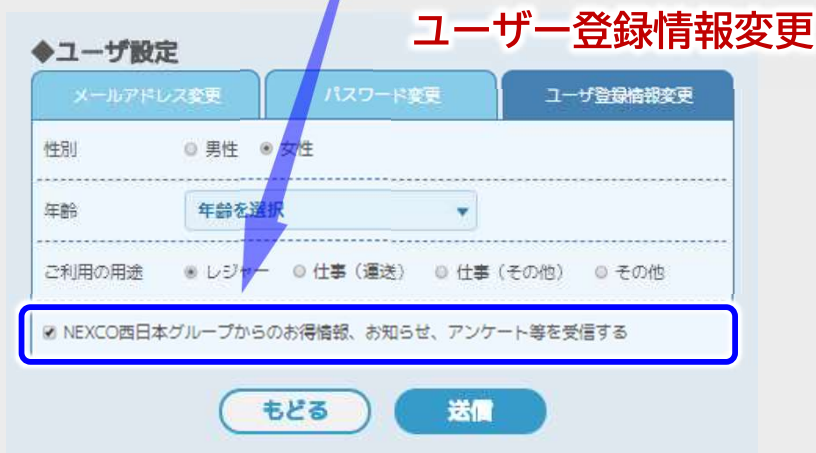 ユーザー登録情報変更
◆ユーザ設定
メールアドレス変更 パスワード変更 ユーザ登録情報変更
性別 男性 女性
年齢 年齢を選択
ご利用の用途 レジャー 仕事（運送） 仕事（その他） その他
NEXCO西日本グループからのお得情報、お知らせ、アンケート等を受信する
もどる 送信